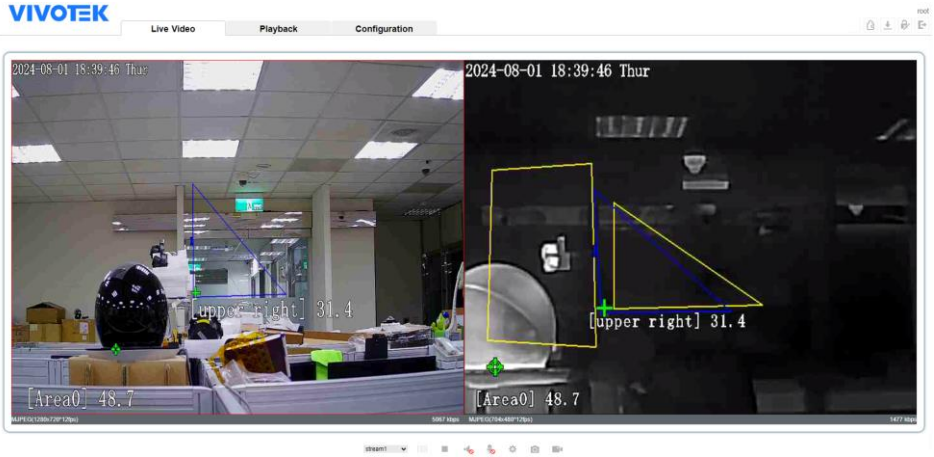 VIVOTEK
root
Live Video
Playback
Configuration
2024-08-01 18:39:46 Thur
[upper right] 31.4
[Area0] 48.7
MJPEG(1280x720*12fps)
5867 kbps
2024-08-01 18:39:46 Thur
[upper right] 31.4
[Area0] 48.7
MJPEG(704x480*12fps)
1477 kbps
stream1